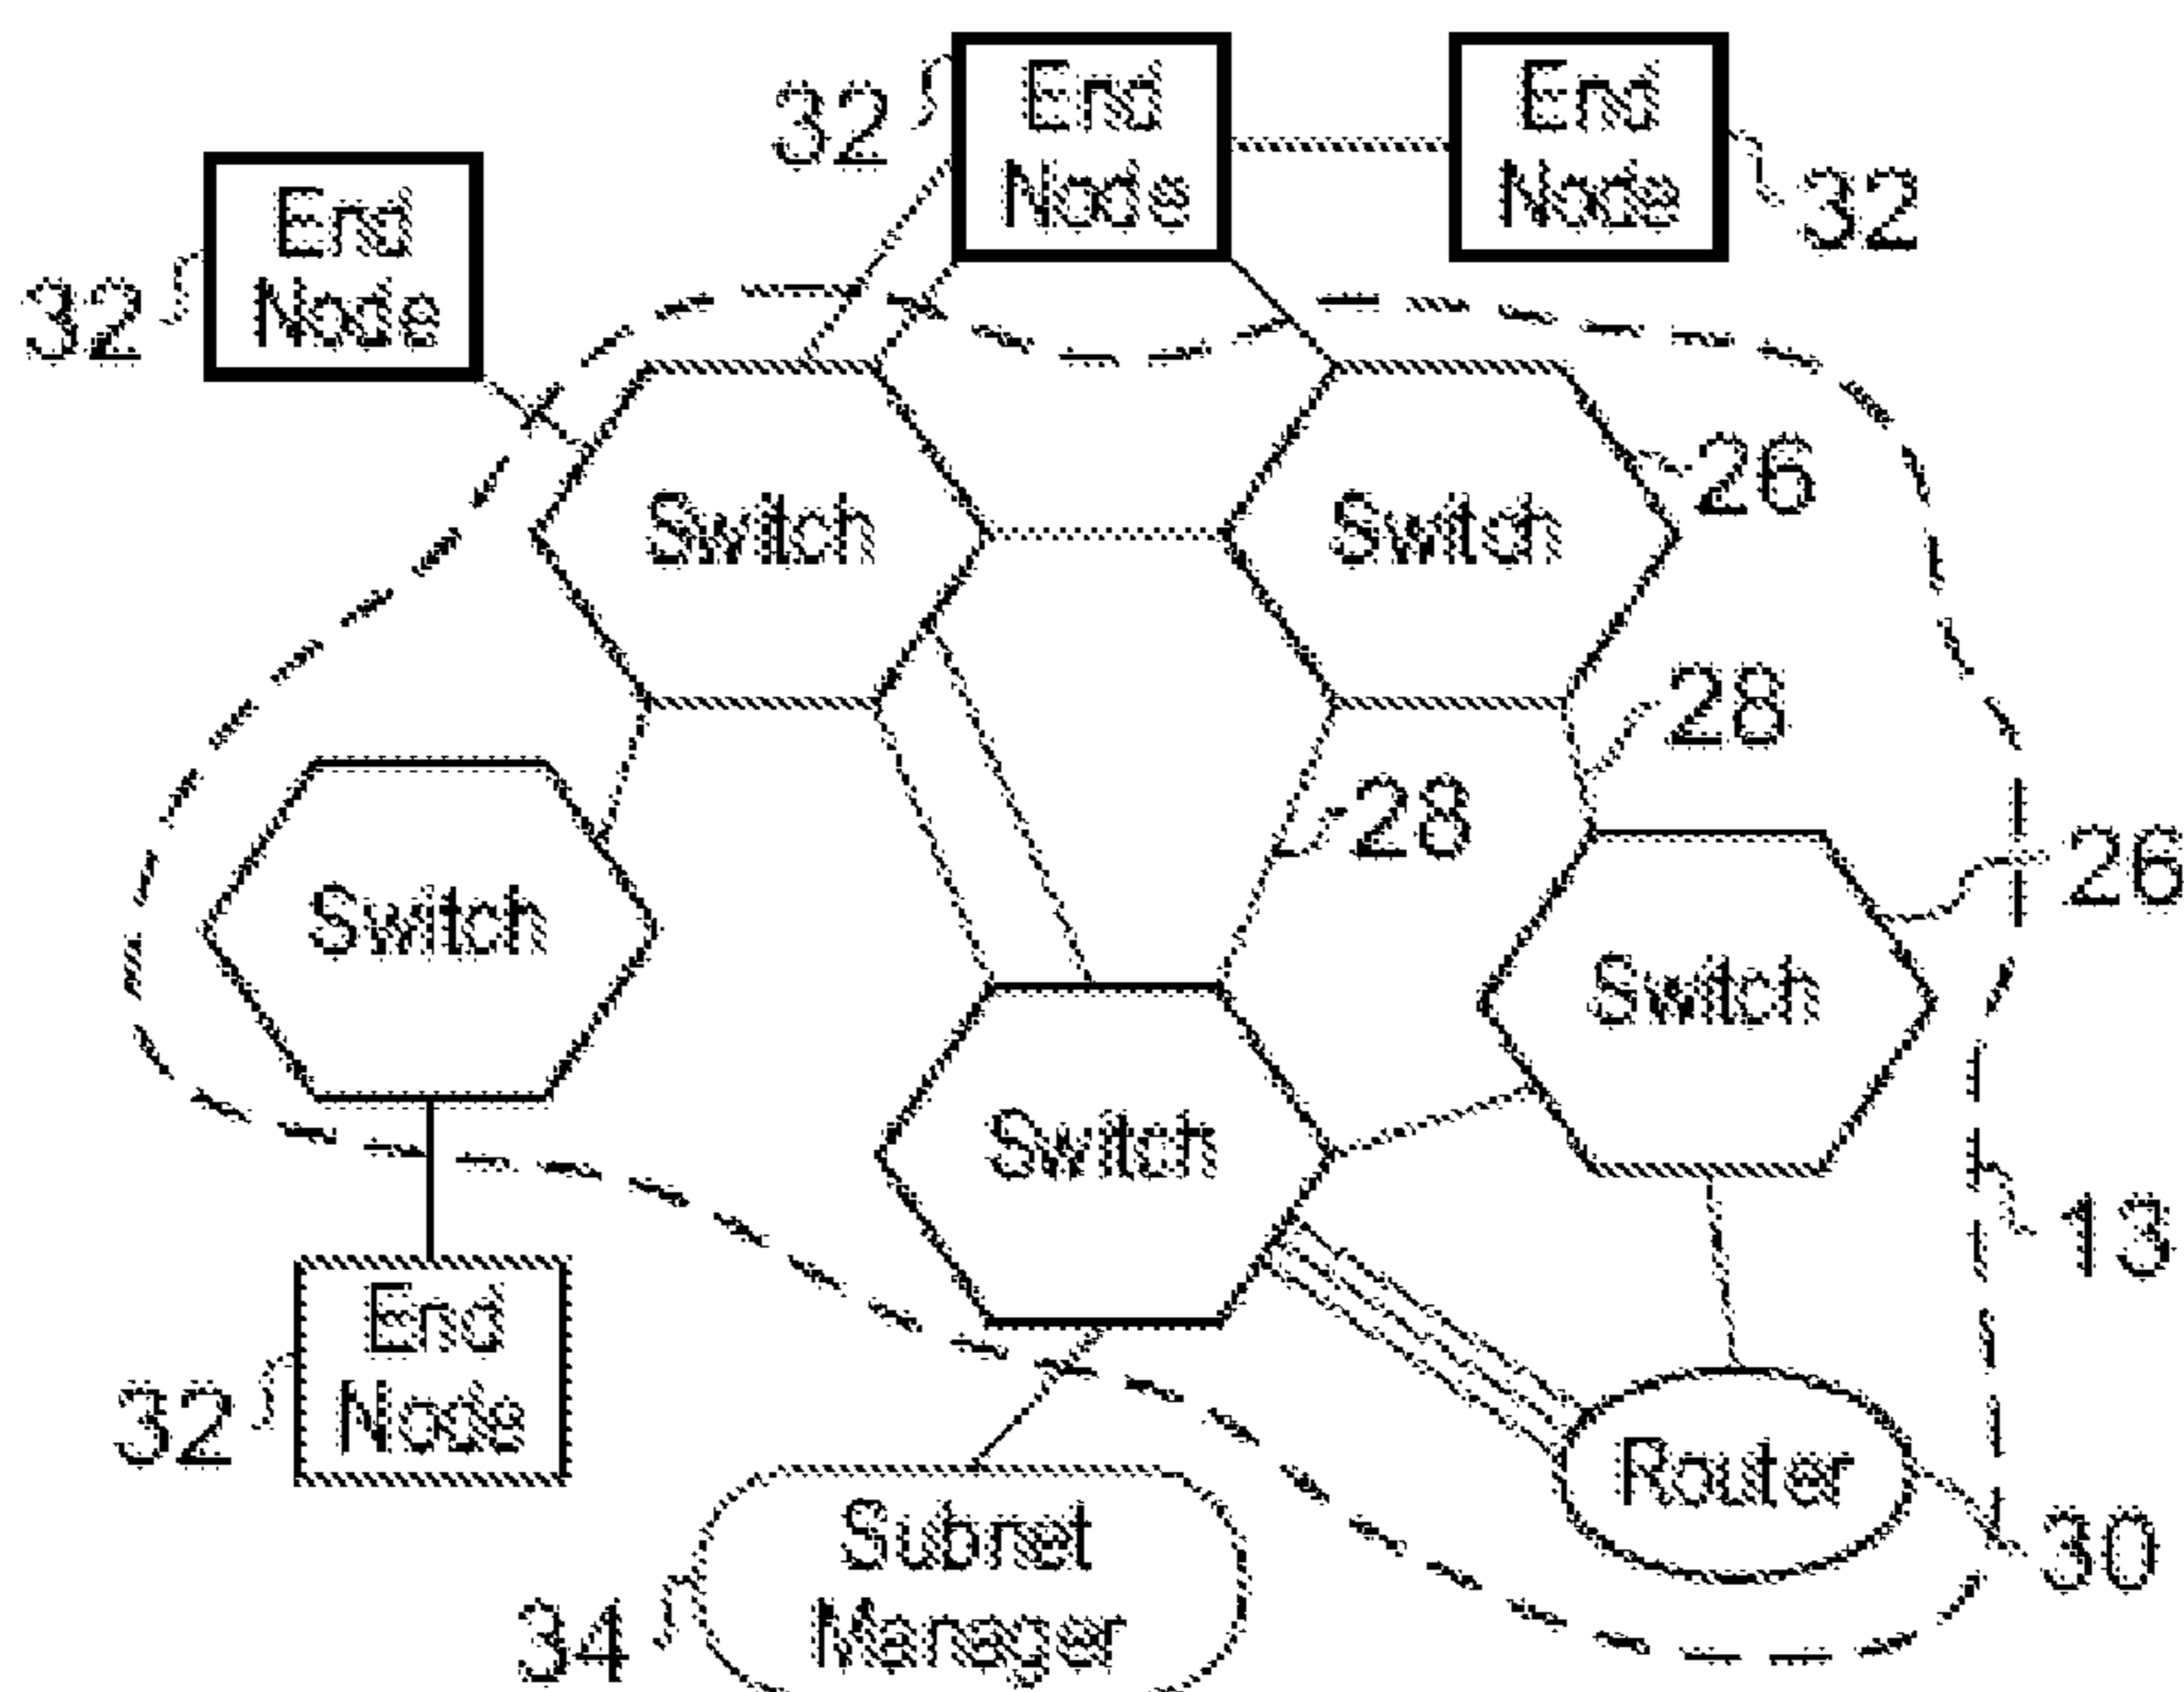 End
Node
32
End
Node
32
End
Node
32
Switch
Switch
26
28
28
Switch
Switch
26
Switch
13
End
Node
32
Router
30
Subnet
Manager
34